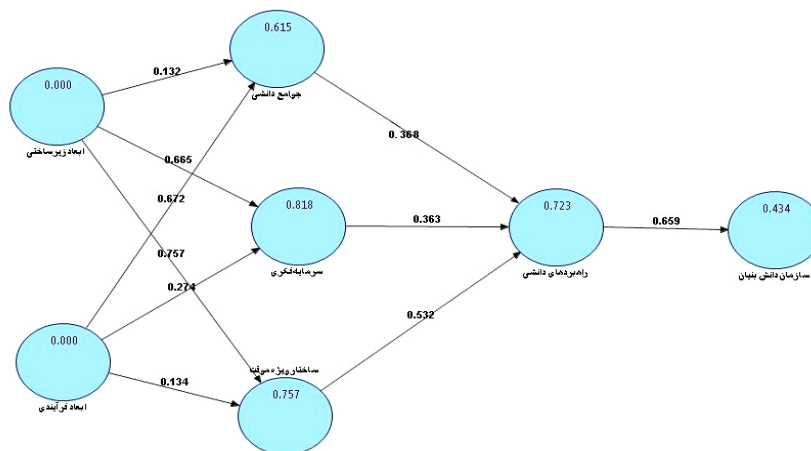 0.615
0.132
جوامع دانشی
0.000
ابعاد زیرساختی
0.368
0.665
0.672
0.818
0.363
0.723
0.659
0.434
0.757
سرمایه فکری
راهبردهای دانشی
سازمان دانش بنیان
0.274
0.532
0.000
0.134
ساختار ویژه موقت
0.757
ابعاد فرآیندی